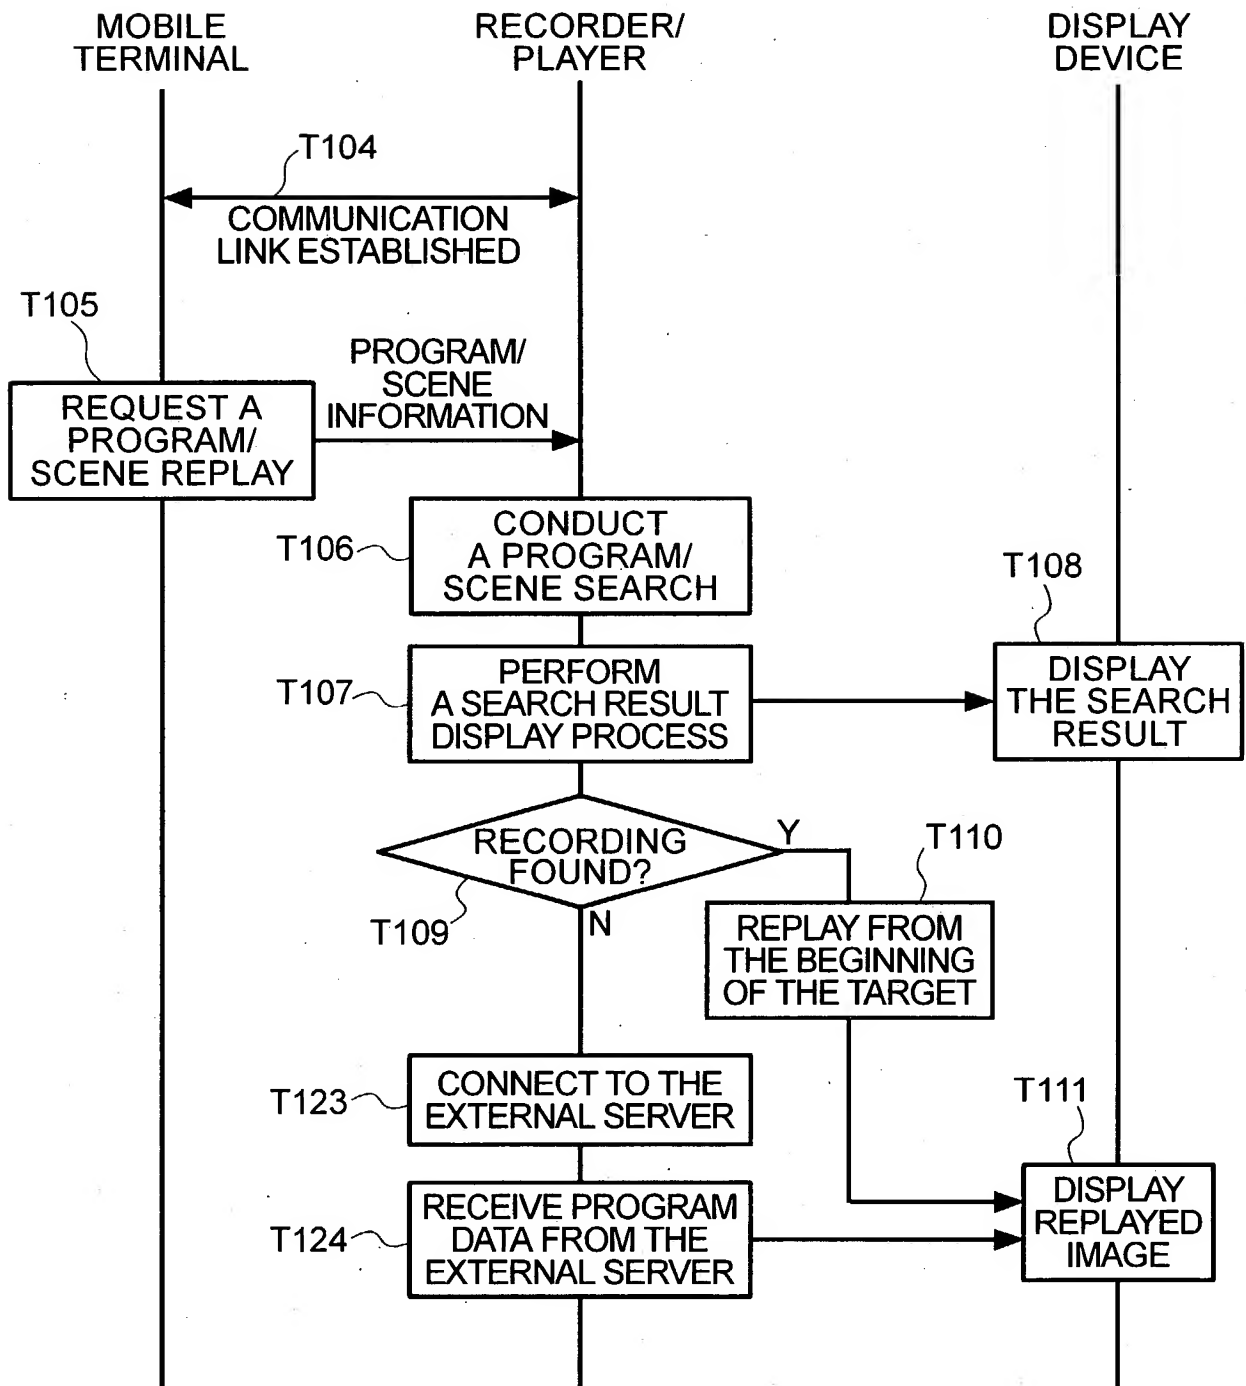 MOBILE
TERMINAL
RECORDER/
PLAYER
DISPLAY
DEVICE
T104
COMMUNICATION
LINK ESTABLISHED
T105
REQUEST A
PROGRAM/
SCENE REPLAY
PROGRAM/
SCENE
INFORMATION
T106
CONDUCT
A PROGRAM/
SCENE SEARCH
T107
PERFORM
A SEARCH RESULT
DISPLAY PROCESS
T108
DISPLAY
THE SEARCH
RESULT
RECORDING
FOUND?
Y
T109
N
T110
REPLAY FROM
THE BEGINNING
OF THE TARGET
T123
CONNECT TO THE
EXTERNAL SERVER
T124
RECEIVE PROGRAM
DATA FROM THE
EXTERNAL SERVER
T111
DISPLAY
REPLAYED
IMAGE